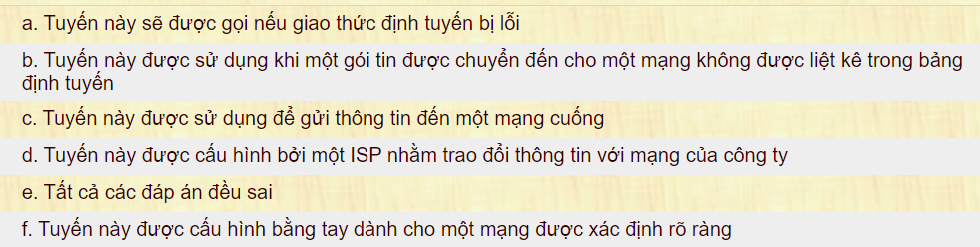 a. Tuyến này sẽ được gọi nếu giao thức định tuyến bị lỗi
b. Tuyến này được sử dụng khi một gói tin được chuyển đến cho một mạng không được liệt kê trong bảng
định tuyến
c. Tuyến này được sử dụng để gửi thông tin đến một mạng cuống
d. Tuyến này được cấu hình bởi một ISP nhằm trao đổi thông tin với mạng của công ty
e. Tất cả các đáp án đều sai
f. Tuyến này được cấu hình bằng tay dành cho một mạng được xác định rõ ràng